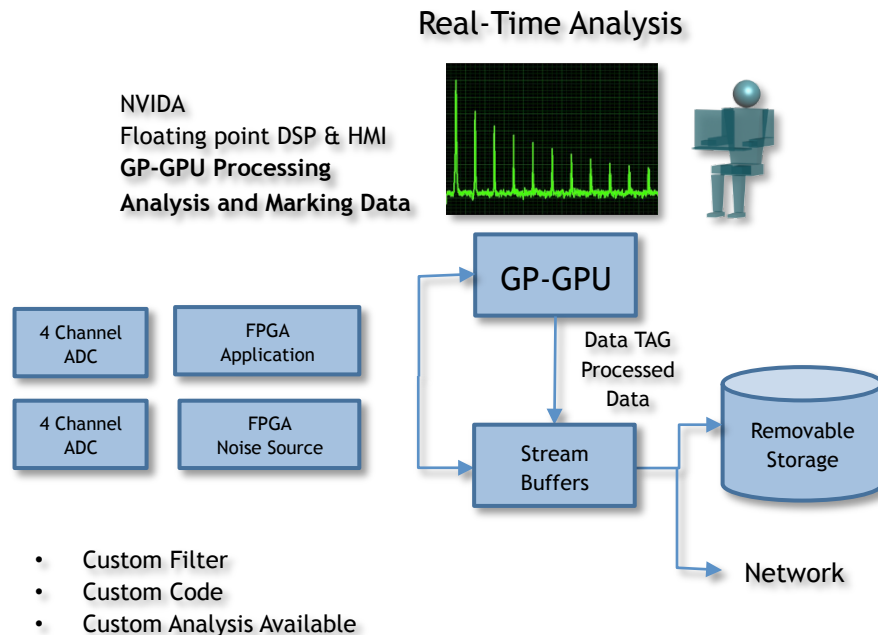 Real-Time Analysis
NVIDA
Floating point DSP & HMI
GP-GPU Processing
Analysis and Marking Data
GP-GPU
4 Channel
ADC
FPGA
Application
Data TAG
Processed
Data
4 Channel
ADC
FPGA
Noise Source
Stream
Buffers
Removable
Storage
Network
• Custom Filter
• Custom Code
• Custom Analysis Available